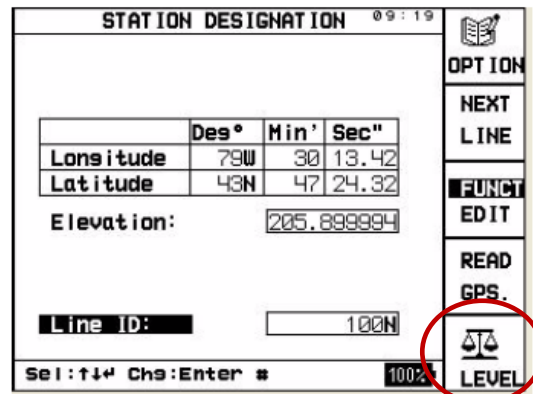 STATION DESIGNATION 09:19
OPTION
NEXT
LINE
Deg° Min' Sec"
Longitude 79W 30 13.42
Latitude 43N 47 24.32
FUNCT
EDIT
Elevation: 205.899994
READ
GPS.
Line ID: 100N
LEVEL
Sel:↑↓↵ Chg:Enter # 100%